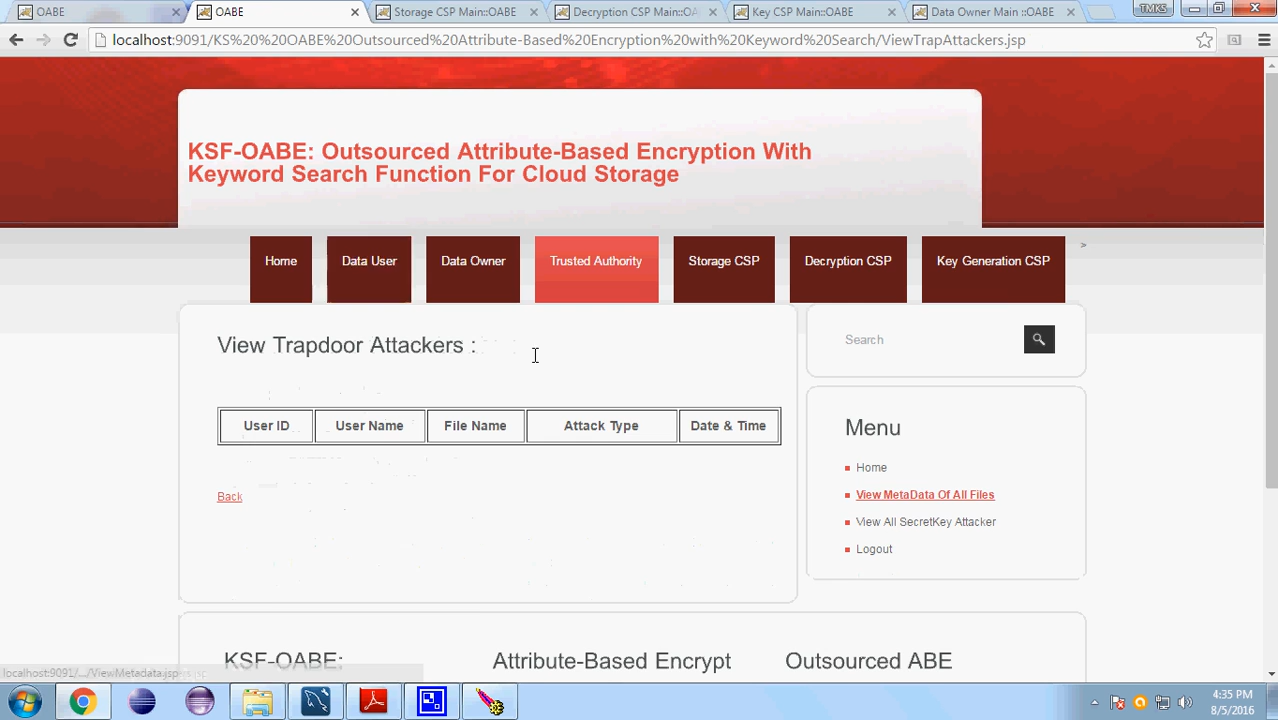 OABE
OABE
Storage CSP Main::OABE
Decryption CSP Main::OA
Key CSP Main::OABE
Data Owner Main ::OABE
TMKS
localhost:9091/KS%20%20OABE%20Outsourced%20Attribute-Based%20Encryption%20with%20Keyword%20Search/ViewTrapAttackers.jsp
KSF-OABE: Outsourced Attribute-Based Encryption With
Keyword Search Function For Cloud Storage
Home
Data User
Data Owner
Trusted Authority
Storage CSP
Decryption CSP
Key Generation CSP
>
View Trapdoor Attackers :
User ID
User Name
File Name
Attack Type
Date & Time
Back
Search
Menu
Home
View MetaData Of All Files
View All SecretKey Attacker
Logout
KSF-OABE:
Attribute-Based Encrypt
Outsourced ABE
localhost:9091/.../ViewMetadata.jsp
4:35 PM
8/5/2016